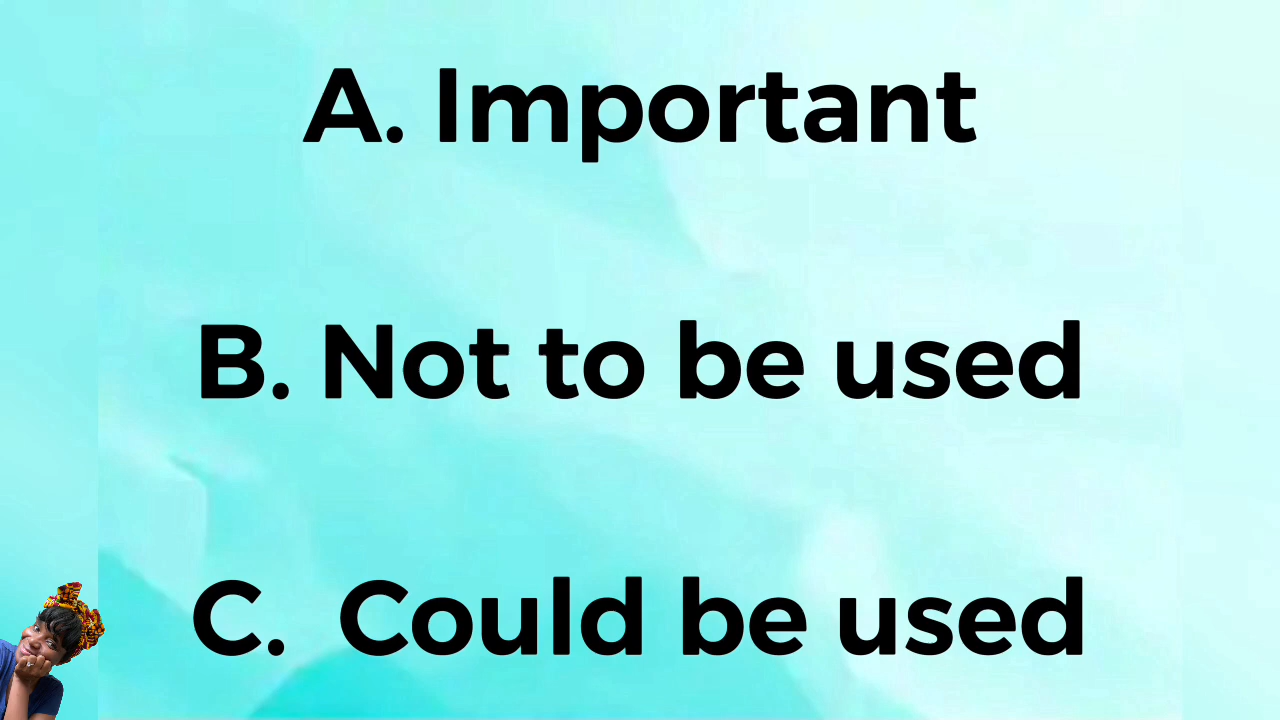 A. Important
B. Not to be used
C. Could be used